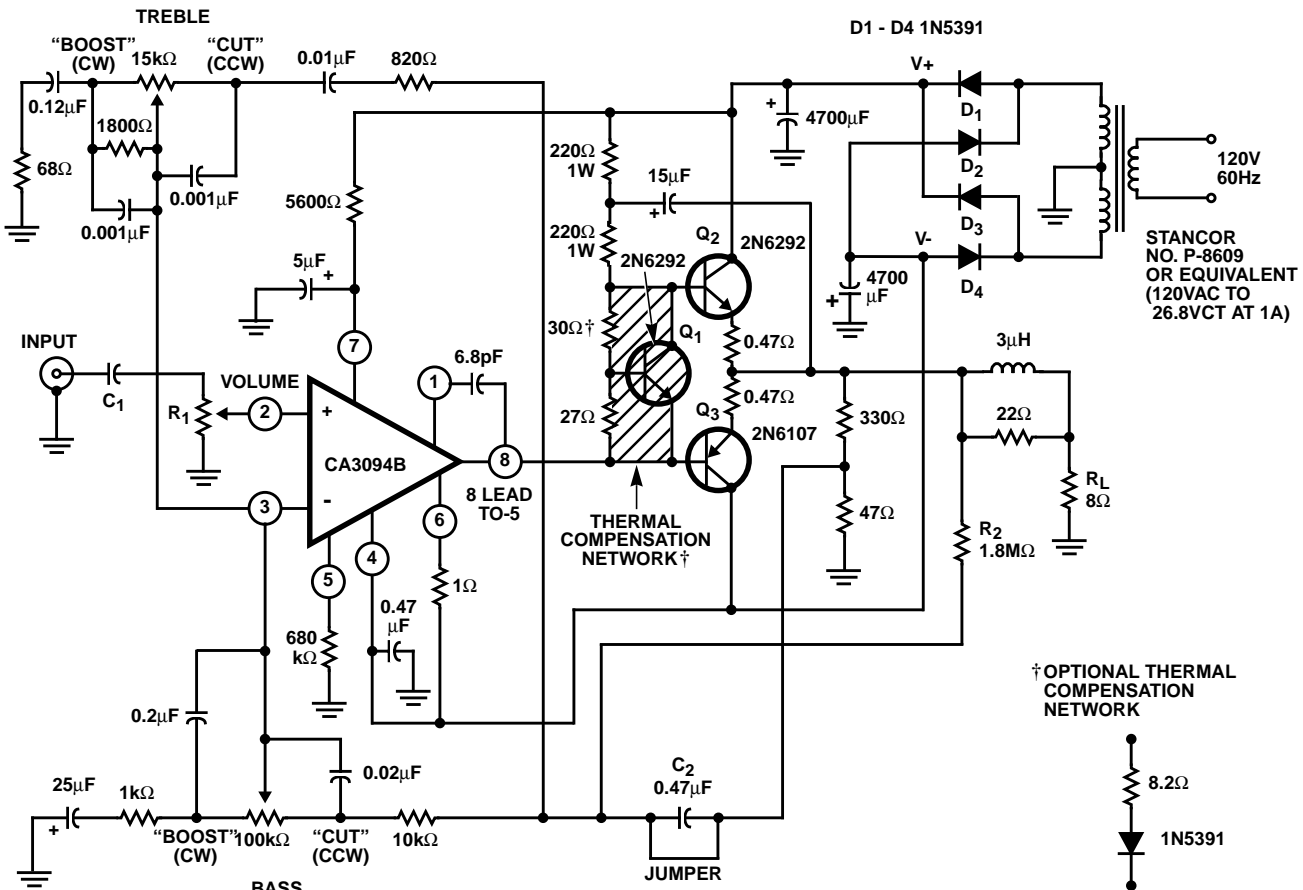 TREBLE
"BOOST"
(CW)
15kΩ
"CUT"
(CCW)
0.01μF
820Ω
0.12μF
1800Ω
68Ω
0.001μF
0.001μF
5600Ω
5μF
+
220Ω
1W
15μF
+
220Ω
1W
2N6292
Q2
2N6292
+
4700μF
D1 - D4 1N5391
V+
D1
D2
D3
V-
D4
+
4700
μF
120V
60Hz
STANCOR
NO. P-8609
OR EQUIVALENT
(120VAC TO
26.8VCT AT 1A)
INPUT
C1
R1
VOLUME
2
7
1
6.8pF
+
CA3094B
-
8
8 LEAD
TO-5
3
5
4
6
30Ω†
Q1
27Ω
0.47Ω
0.47Ω
Q3
2N6107
THERMAL
COMPENSATION
NETWORK†
330Ω
47Ω
3μH
22Ω
RL
8Ω
R2
1.8MΩ
680
kΩ
0.47
μF
1Ω
0.2μF
0.02μF
25μF
+
1kΩ
"BOOST"
(CW)
100kΩ
"CUT"
(CCW)
10kΩ
BASS
C2
0.47μF
JUMPER
†OPTIONAL THERMAL
COMPENSATION
NETWORK
8.2Ω
1N5391